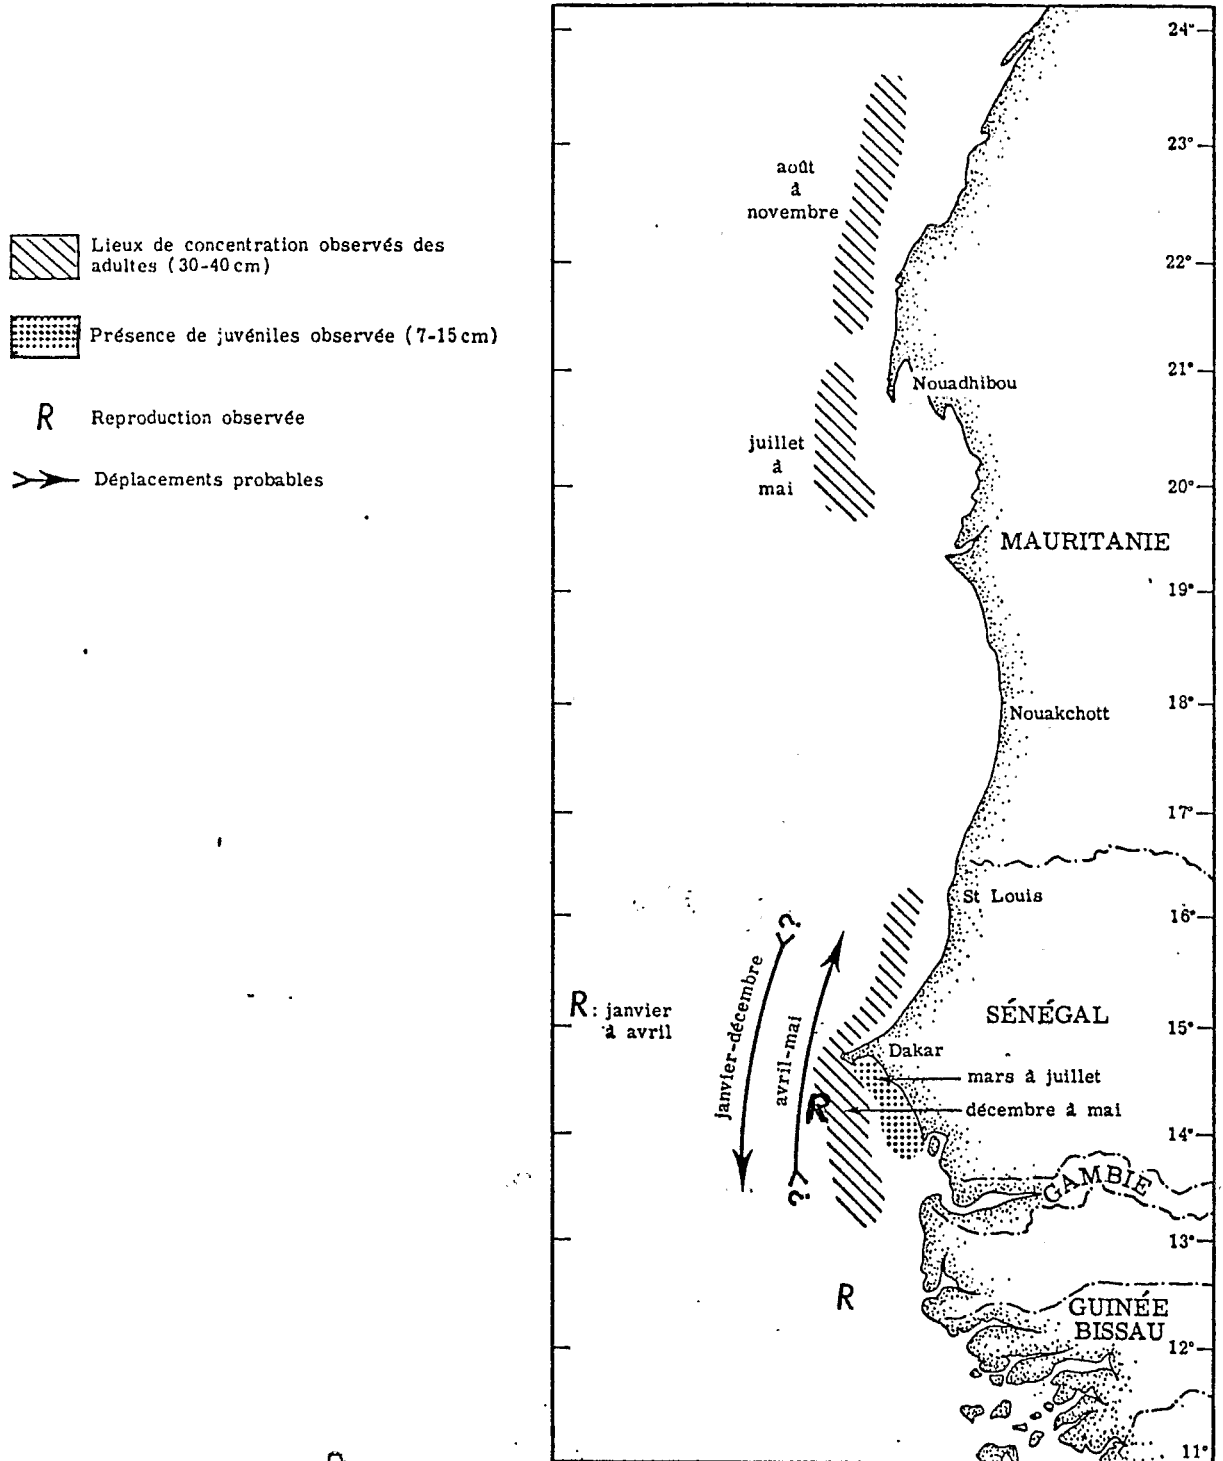 Lieux de concentration observés des
adultes (30-40 cm)
Présence de juvéniles observée (7-15 cm)
R Reproduction observée
Déplacements probables
24°
23°
22°
21°
20°
19°
18°
17°
16°
15°
14°
13°
12°
11°
août
à
novembre
Nouadhibou
juillet
à
mai
MAURITANIE
Nouakchott
St Louis
?
janvier-décembre
avril-mai
R : janvier
à avril
SÉNÉGAL
Dakar
mars à juillet
R
décembre à mai
?
GAMBIE
R
GUINÉE
BISSAU